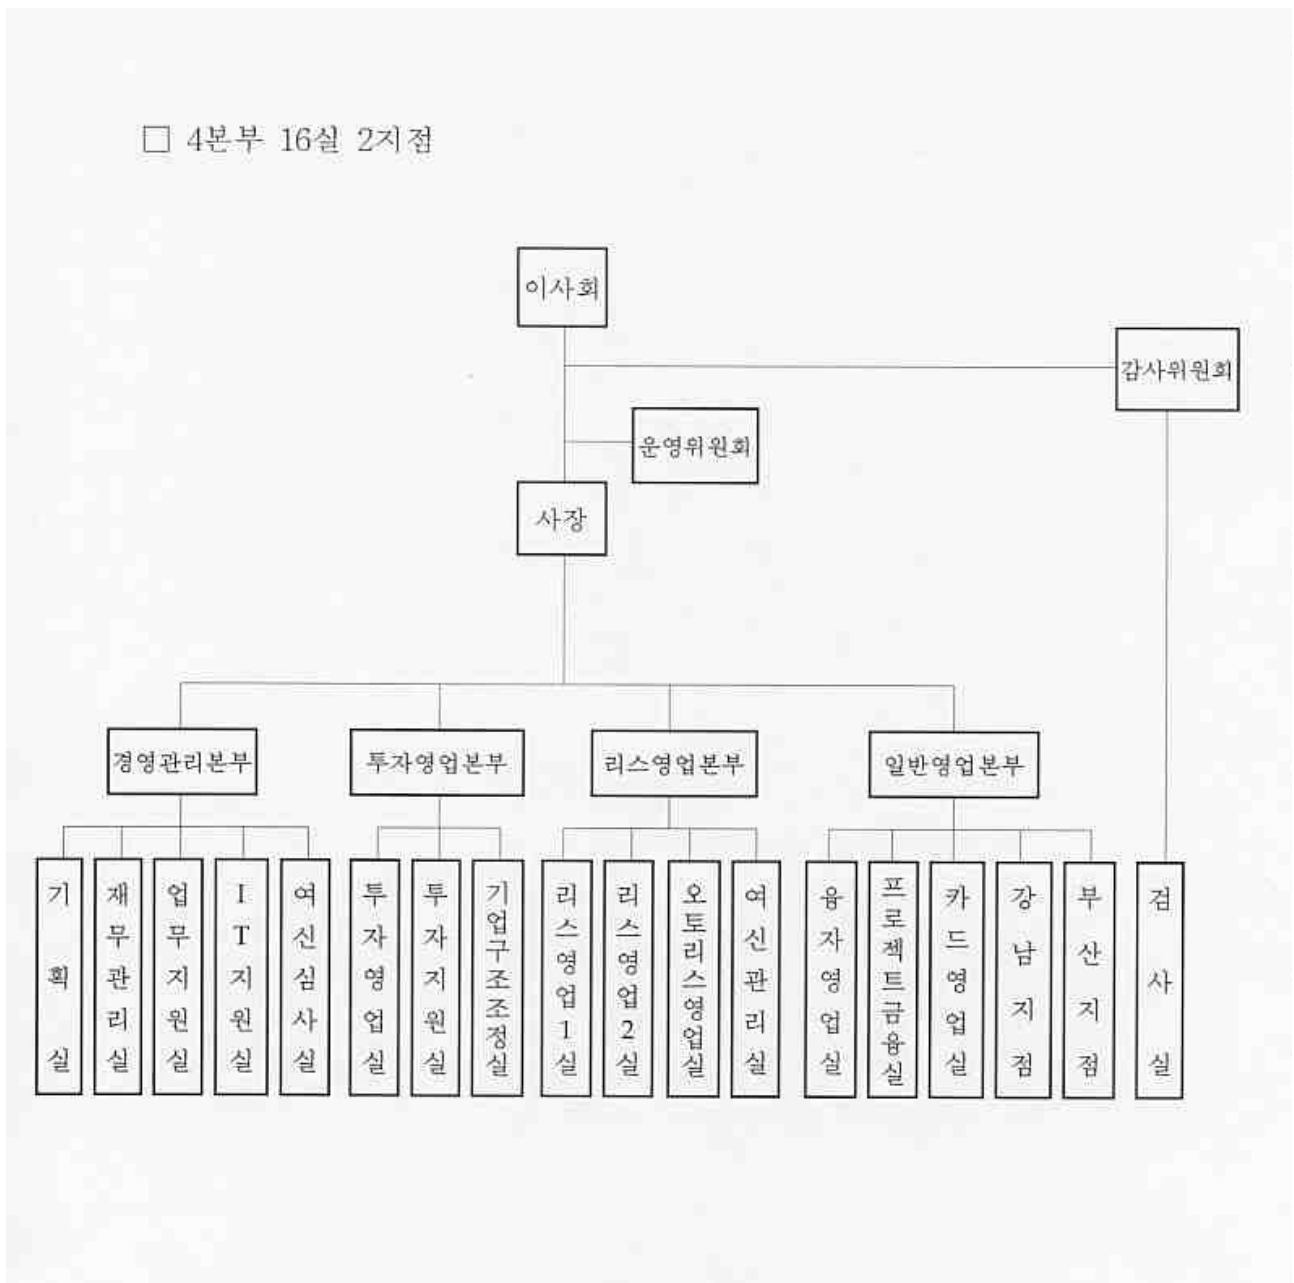 □ 4본부 16실 2지점
이사회
감사위원회
운영위원회
사장
경영관리본부
투자영업본부
리스영업본부
일반영업본부
기획실
재무관리실
업무지원실
IT지원실
여신심사실
투자영업실
투자지원실
기업구조조정실
리스영업1실
리스영업2실
오토리스영업실
여신관리실
융자영업실
프로젝트금융실
카드영업실
강남지점
부산지점
검사실